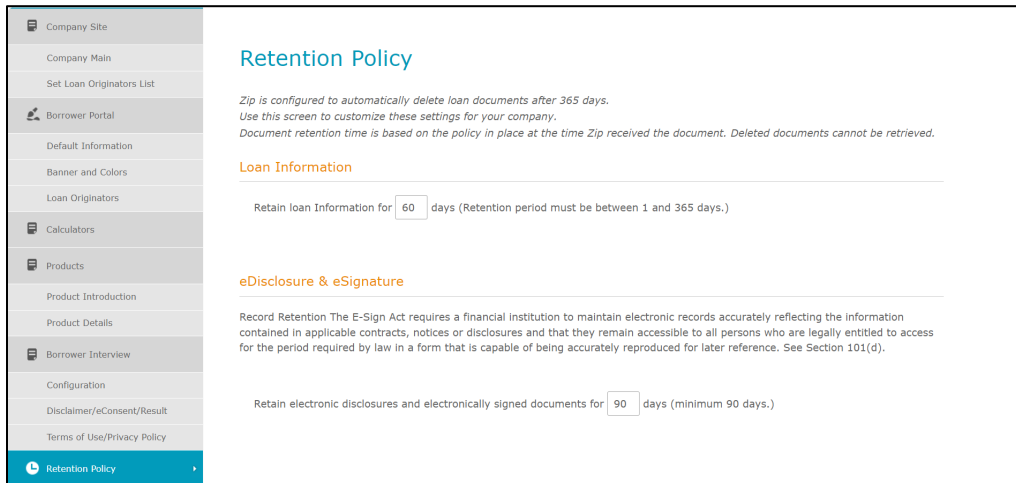 Company Site
Company Main
Set Loan Originators List
Borrower Portal
Default Information
Banner and Colors
Loan Originators
Calculators
Products
Product Introduction
Product Details
Borrower Interview
Configuration
Disclaimer/eConsent/Result
Terms of Use/Privacy Policy
Retention Policy
Retention Policy
Zip is configured to automatically delete loan documents after 365 days.
Use this screen to customize these settings for your company.
Document retention time is based on the policy in place at the time Zip received the document. Deleted documents cannot be retrieved.
Loan Information
Retain loan Information for 60 days (Retention period must be between 1 and 365 days.)
eDisclosure & eSignature
Record Retention The E-Sign Act requires a financial institution to maintain electronic records accurately reflecting the information
contained in applicable contracts, notices or disclosures and that they remain accessible to all persons who are legally entitled to access
for the period required by law in a form that is capable of being accurately reproduced for later reference. See Section 101(d).
Retain electronic disclosures and electronically signed documents for 90 days (minimum 90 days.)